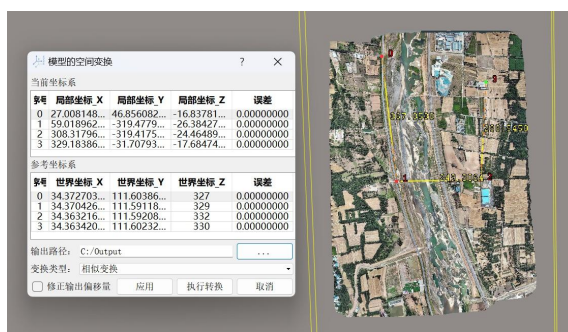 模型的空间变换 ? ×
当前坐标系
序号 局部坐标_X 局部坐标_Y 局部坐标_Z 误差
0 27.008148... 46.856082... -16.83781... 0.00000000
1 59.018962... -319.4779... -26.38427... 0.00000000
2 308.31796... -319.4175... -24.46489... 0.00000000
3 329.18386... -31.70793... -17.68474... 0.00000000
参考坐标系
序号 世界坐标_X 世界坐标_Y 世界坐标_Z 误差
0 34.372703... 111.60386... 327 0.00000000
1 34.370426... 111.59118... 329 0.00000000
2 34.363216... 111.59208... 332 0.00000000
3 34.363420... 111.60232... 330 0.00000000
输出路径: C:/Output ...
变换类型: 相似变换
修正输出偏移量 应用 执行转换 取消
0
3